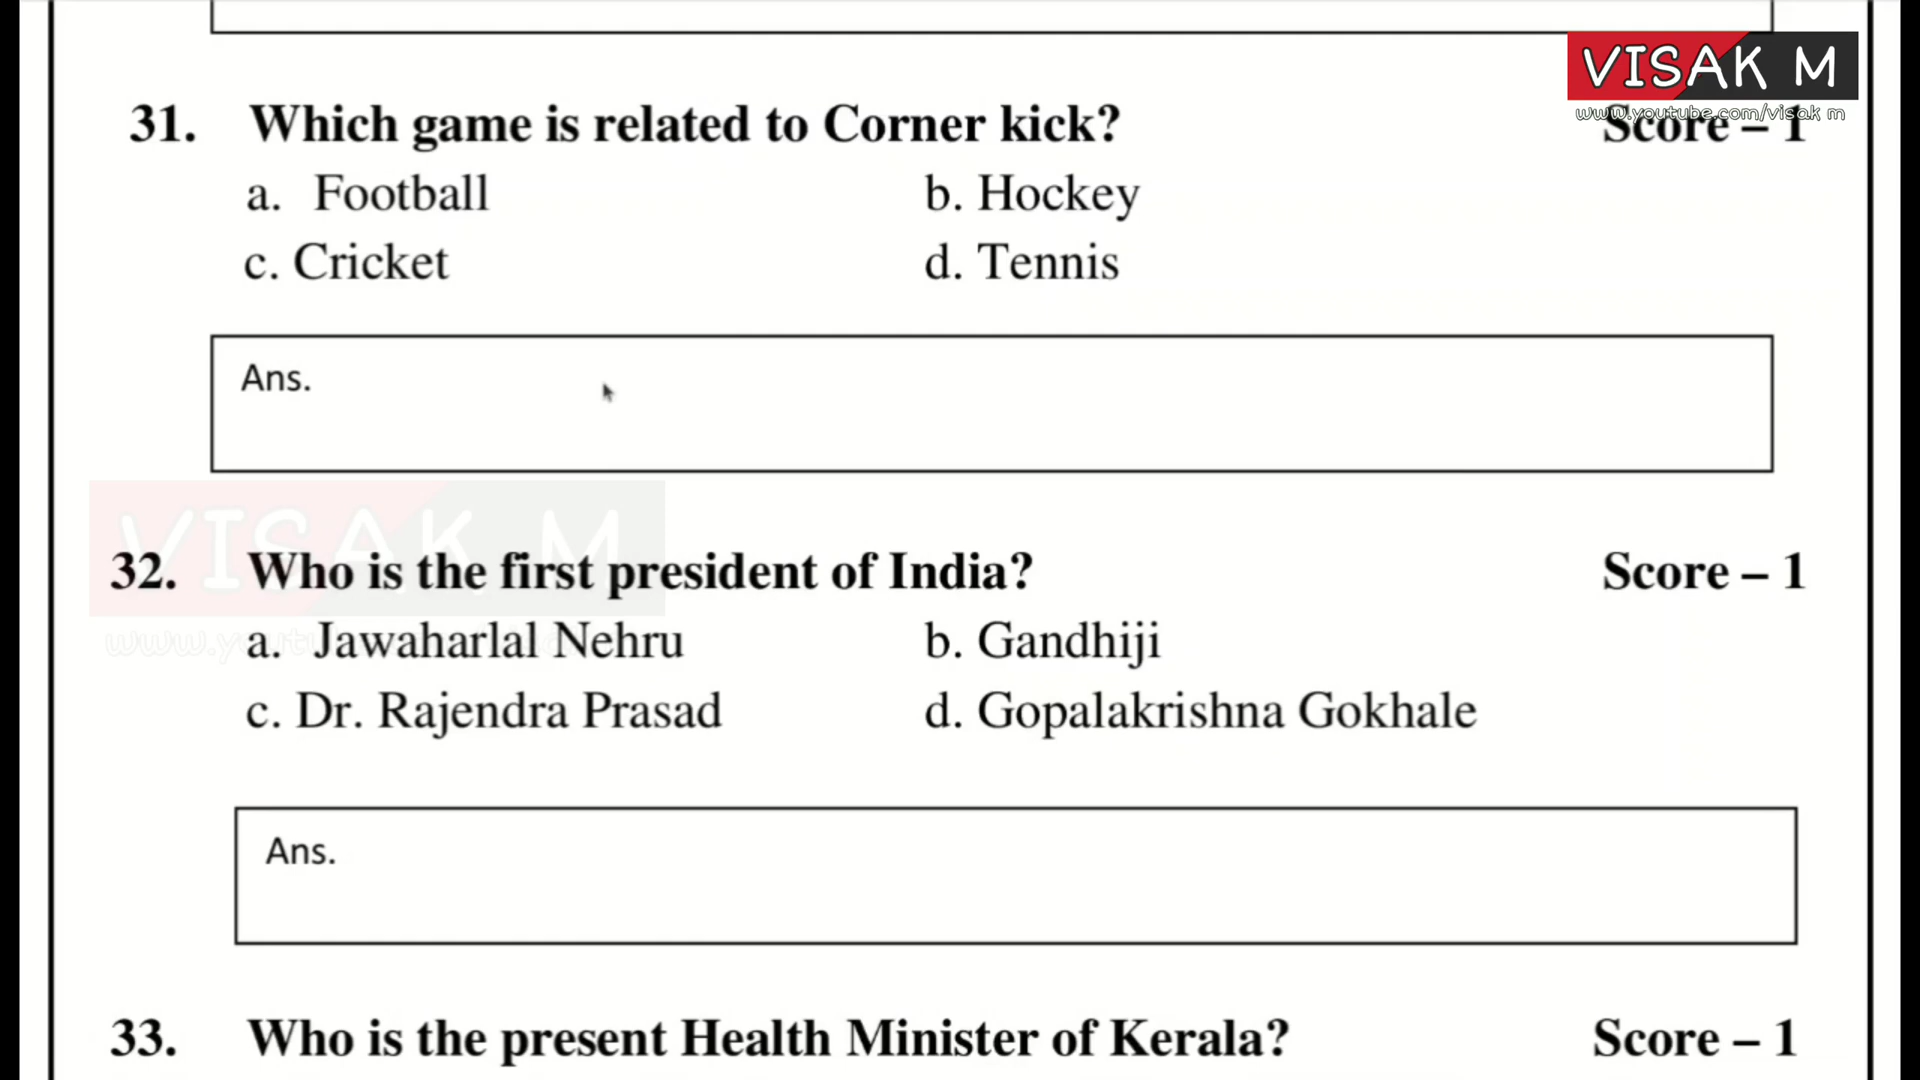 VISAK M
www.youtube.com/visak m
31. Which game is related to Corner kick? Score – 1
a. Football b. Hockey
c. Cricket d. Tennis
Ans.
VISAK M
32. Who is the first president of India? Score – 1
a. Jawaharlal Nehru b. Gandhiji
c. Dr. Rajendra Prasad d. Gopalakrishna Gokhale
Ans.
33. Who is the present Health Minister of Kerala? Score – 1